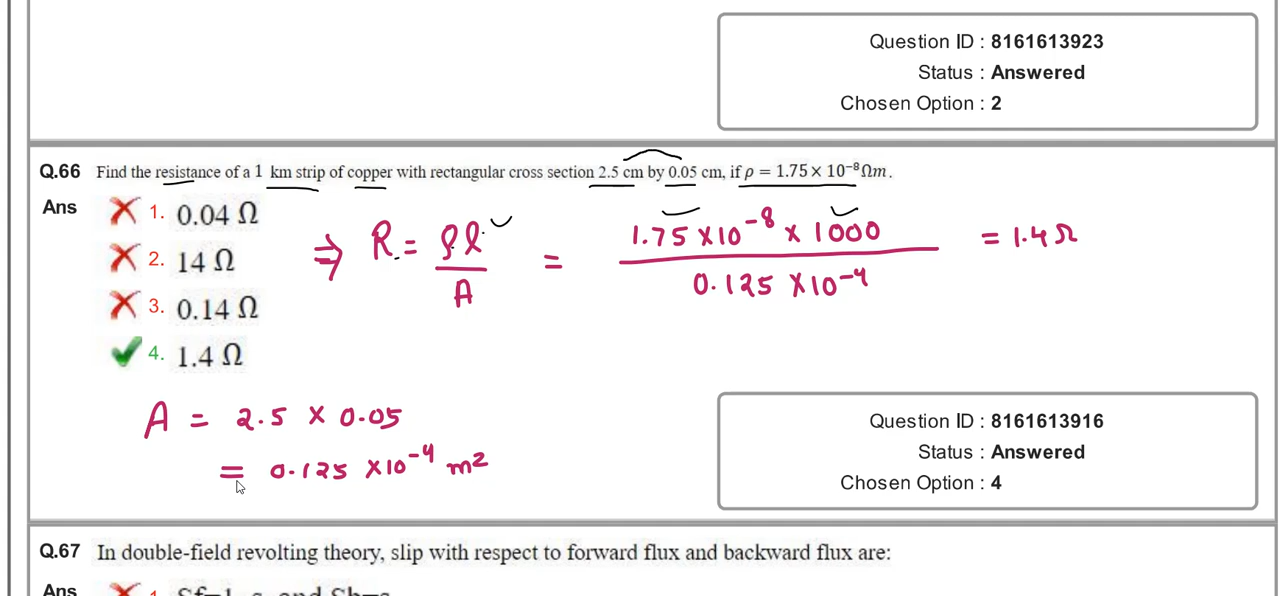 Question ID : 8161613923
Status : Answered
Chosen Option : 2
Q.66 Find the resistance of a 1 km strip of copper with rectangular cross section 2.5 cm by 0.05 cm, if ρ = 1.75 × 10⁻⁸Ωm.
Ans
1. 0.04 Ω
2. 14 Ω
3. 0.14 Ω
4. 1.4 Ω
⇒ R = ρl / A = 1.75 × 10⁻⁸ × 1000 / 0.125 × 10⁻⁴ = 1.4 Ω
A = 2.5 × 0.05
= 0.125 × 10⁻⁴ m²
Question ID : 8161613916
Status : Answered
Chosen Option : 4
Q.67 In double-field revolting theory, slip with respect to forward flux and backward flux are:
Ans